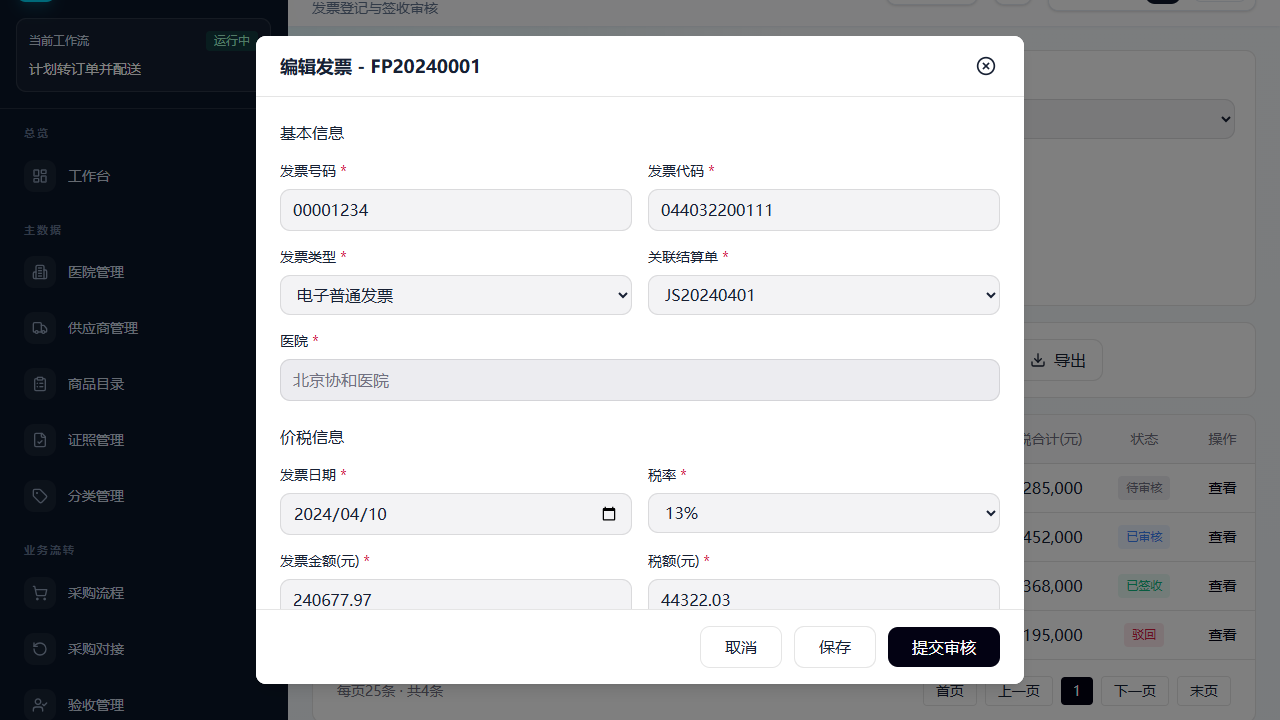 发票登记与签收审核
当前工作流
运行中
计划转订单并配送
总览
工作台
主数据
医院管理
供应商管理
商品目录
证照管理
分类管理
业务流转
采购流程
采购对接
验收管理
编辑发票 - FP20240001
基本信息
发票号码 *
发票代码 *
00001234
044032200111
发票类型 *
关联结算单 *
电子普通发票
JS20240401
医院 *
北京协和医院
价税信息
发票日期 *
税率 *
2024/04/10
13%
发票金额(元) *
税额(元) *
240677.97
44322.03
取消
保存
提交审核
导出
税合计(元)
状态
操作
285,000
待审核
查看
452,000
已审核
查看
368,000
已签收
查看
195,000
驳回
查看
每页25条 · 共4条
首页
上一页
1
下一页
末页